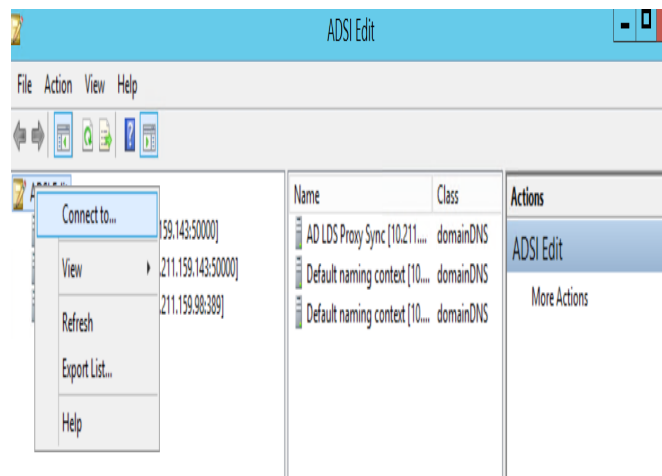 ADSI Edit
File Action View Help
Name Class Actions
Connect to...
159.143:50000]
AD LDS Proxy Sync [10.211.... domainDNS
ADSI Edit
View
.211.159.143:50000]
Default naming context [10.... domainDNS
More Actions
.211.159.98:389]
Default naming context [10.... domainDNS
Refresh
Export List...
Help